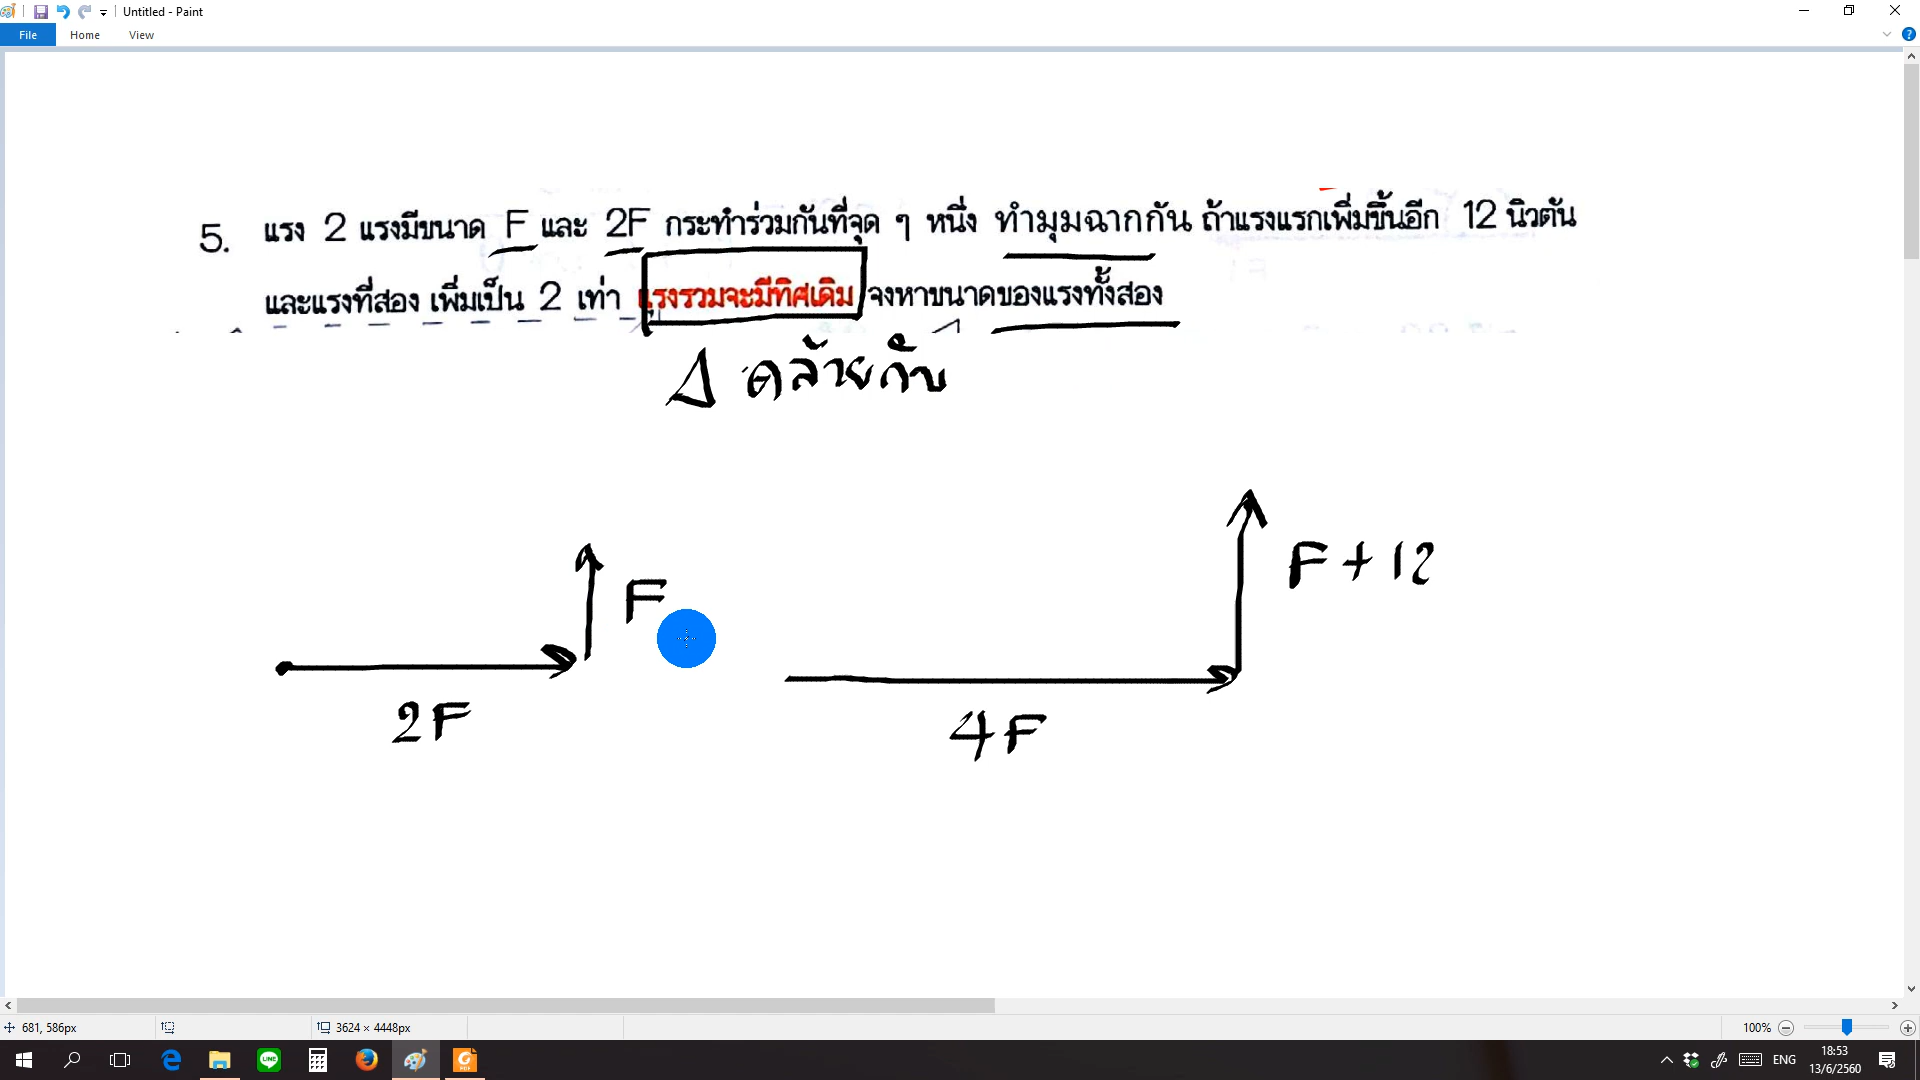 Untitled - Paint
File Home View
5. แรง 2 แรงมีขนาด F และ 2F กระทำร่วมกันที่จุด ๆ หนึ่ง ทำมุมฉากกัน ถ้าแรงแรกเพิ่มขึ้นอีก 12 นิวตัน
และแรงที่สอง เพิ่มเป็น 2 เท่า แรงรวมจะมีทิศเดิม จงหาขนาดของแรงทั้งสอง
Δ คล้ายกัน
F
F + 12
2F
4F
681, 586px
3624 × 4448px
100%
ENG
18:53
13/6/2560